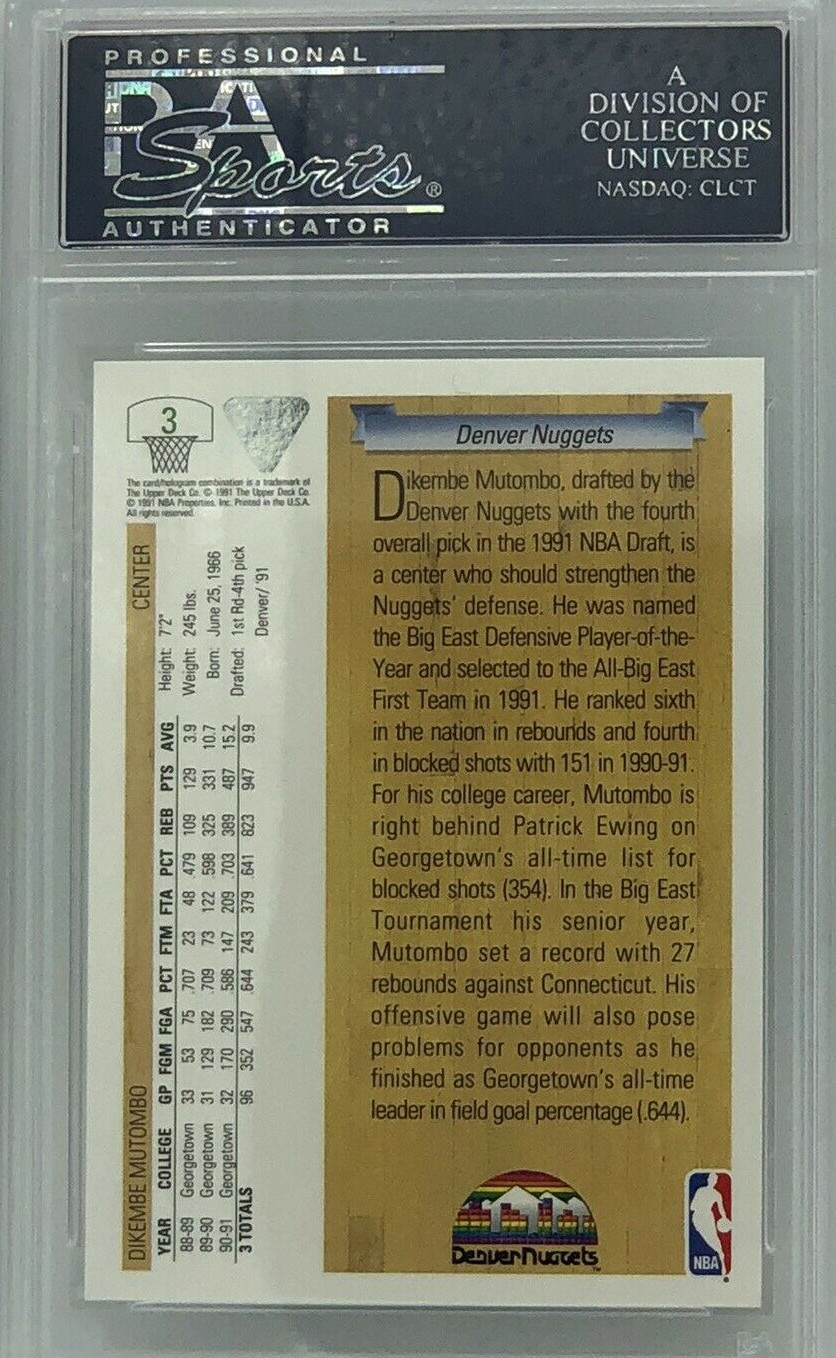 PROFESSIONAL
PSA
Sports®
AUTHENTICATOR
A
DIVISION OF
COLLECTORS
UNIVERSE
NASDAQ: CLCT
3
The card/hologram combination is a trademark of
The Upper Deck Co. © 1991 The Upper Deck Co.
© 1991 NBA Properties, Inc. Printed in the U.S.A.
All rights reserved.
DIKEMBE MUTOMBO CENTER
YEAR COLLEGE GP FGM FGA PCT FTM FTA PCT REB PTS AVG
88-89 Georgetown 33 53 75 .707 23 48 .479 109 129 3.9
89-90 Georgetown 31 129 182 .709 73 122 .598 325 331 10.7
90-91 Georgetown 32 170 290 .586 147 209 .703 389 487 15.2
3 TOTALS 96 352 547 .644 243 379 .641 823 947 9.9
Height: 7'2"
Weight: 245 lbs.
Born: June 25, 1966
Drafted: 1st Rd-4th pick
Denver/ '91
Denver Nuggets
Dikembe Mutombo, drafted by the
Denver Nuggets with the fourth
overall pick in the 1991 NBA Draft, is
a center who should strengthen the
Nuggets' defense. He was named
the Big East Defensive Player-of-the-
Year and selected to the All-Big East
First Team in 1991. He ranked sixth
in the nation in rebounds and fourth
in blocked shots with 151 in 1990-91.
For his college career, Mutombo is
right behind Patrick Ewing on
Georgetown's all-time list for
blocked shots (354). In the Big East
Tournament his senior year,
Mutombo set a record with 27
rebounds against Connecticut. His
offensive game will also pose
problems for opponents as he
finished as Georgetown's all-time
leader in field goal percentage (.644).
Denver Nuggets™
NBA